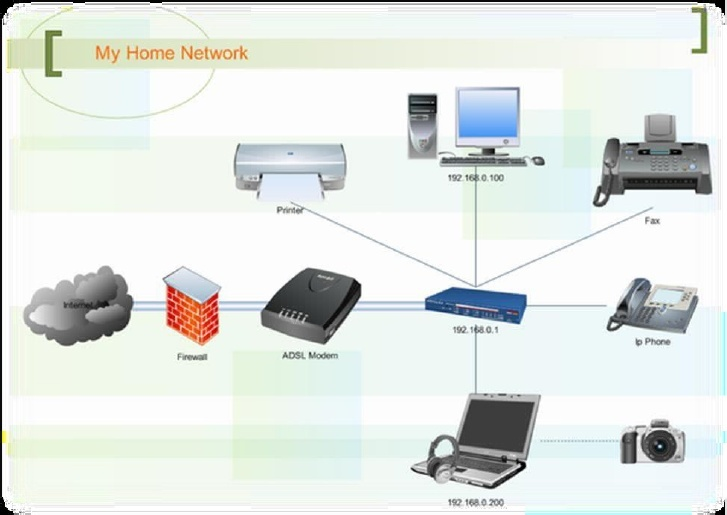 My Home Network
192.168.0.100
Printer
Fax
Internet
Firewall
ADSL Modem
192.168.0.1
Ip Phone
192.168.0.200